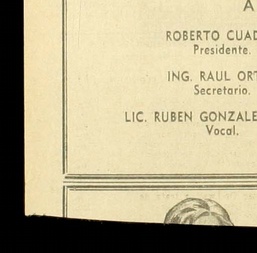 A
ROBERTO CUAD
Presidente.
ING. RAUL ORT
Secretario.
LIC. RUBEN GONZALE
Vocal.